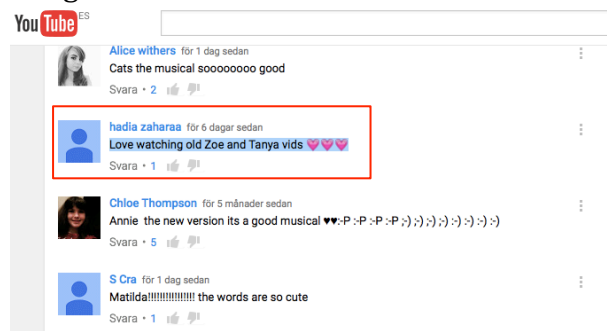 You Tube ES
Alice withers för 1 dag sedan
Cats the musical soooooooo good
Svara • 2
hadia zaharaa för 6 dagar sedan
Love watching old Zoe and Tanya vids 💗💗💗
Svara • 1
Chloe Thompson för 5 månader sedan
Annie the new version its a good musical ♥♥:-P :-P :-P :-P ;-) ;-) ;-) ;-) :-) :-) :-) :-) :-)
Svara • 5
S Cra för 1 dag sedan
Matilda!!!!!!!!!!!!!!!! the words are so cute
Svara • 1